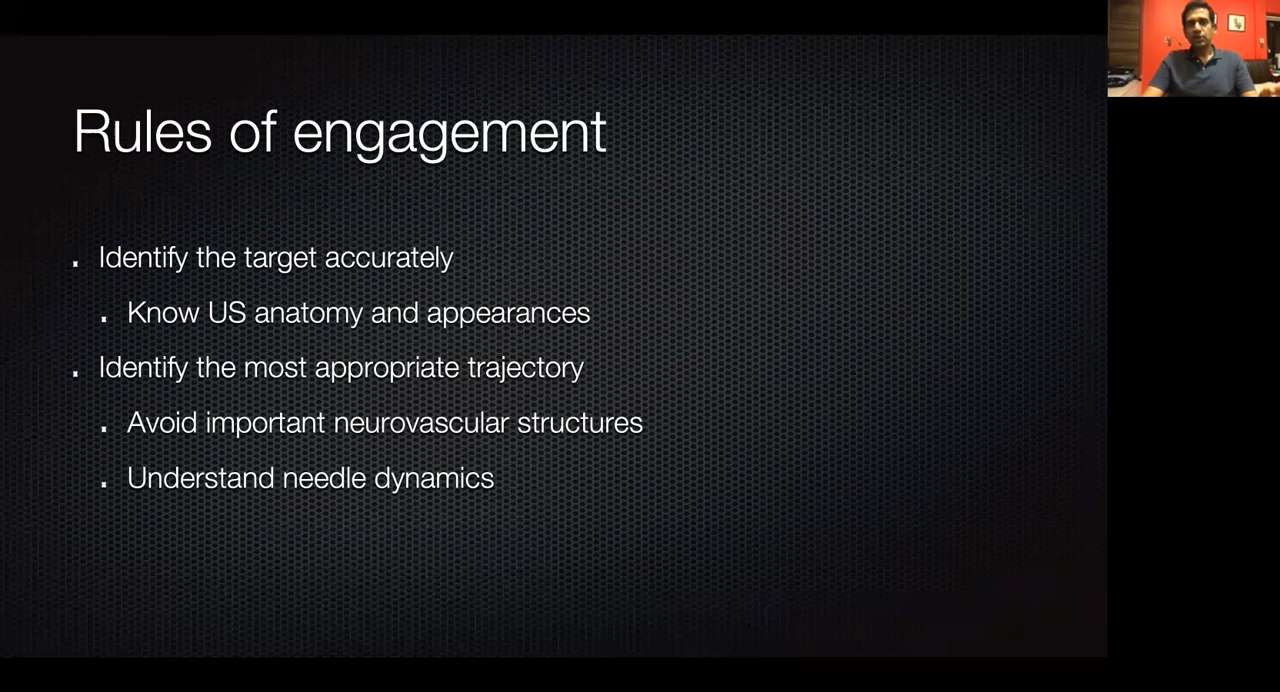 Rules of engagement
Identify the target accurately
Know US anatomy and appearances
Identify the most appropriate trajectory
Avoid important neurovascular structures
Understand needle dynamics